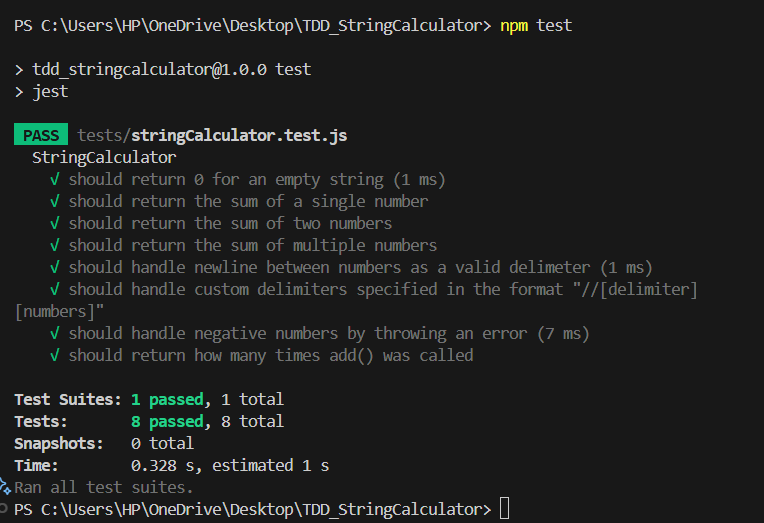 PS C:\Users\HP\OneDrive\Desktop\TDD_StringCalculator> npm test
> tdd_stringcalculator@1.0.0 test
> jest
PASS tests/stringCalculator.test.js
StringCalculator
√ should return 0 for an empty string (1 ms)
√ should return the sum of a single number
√ should return the sum of two numbers
√ should return the sum of multiple numbers
√ should handle newline between numbers as a valid delimeter (1 ms)
√ should handle custom delimiters specified in the format "//[delimiter]
[numbers]"
√ should handle negative numbers by throwing an error (7 ms)
√ should return how many times add() was called
Test Suites: 1 passed, 1 total
Tests: 8 passed, 8 total
Snapshots: 0 total
Time: 0.328 s, estimated 1 s
Ran all test suites.
PS C:\Users\HP\OneDrive\Desktop\TDD_StringCalculator>